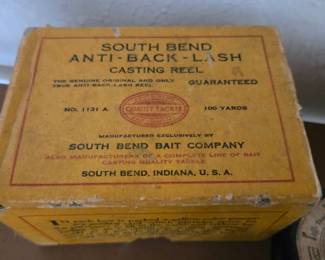 SOUTH BEND
ANTI-BACK-LASH
CASTING REEL
THE GENUINE ORIGINAL AND ONLY
TRUE ANTI-BACK-LASH REEL
GUARANTEED
NO. 1131 A
QUALITY TACKLE
100 YARDS
MANUFACTURED EXCLUSIVELY BY
SOUTH BEND BAIT COMPANY
ALSO MANUFACTURERS OF A COMPLETE LINE OF BAIT
CASTING QUALITY TACKLE
SOUTH BEND, INDIANA, U. S. A.